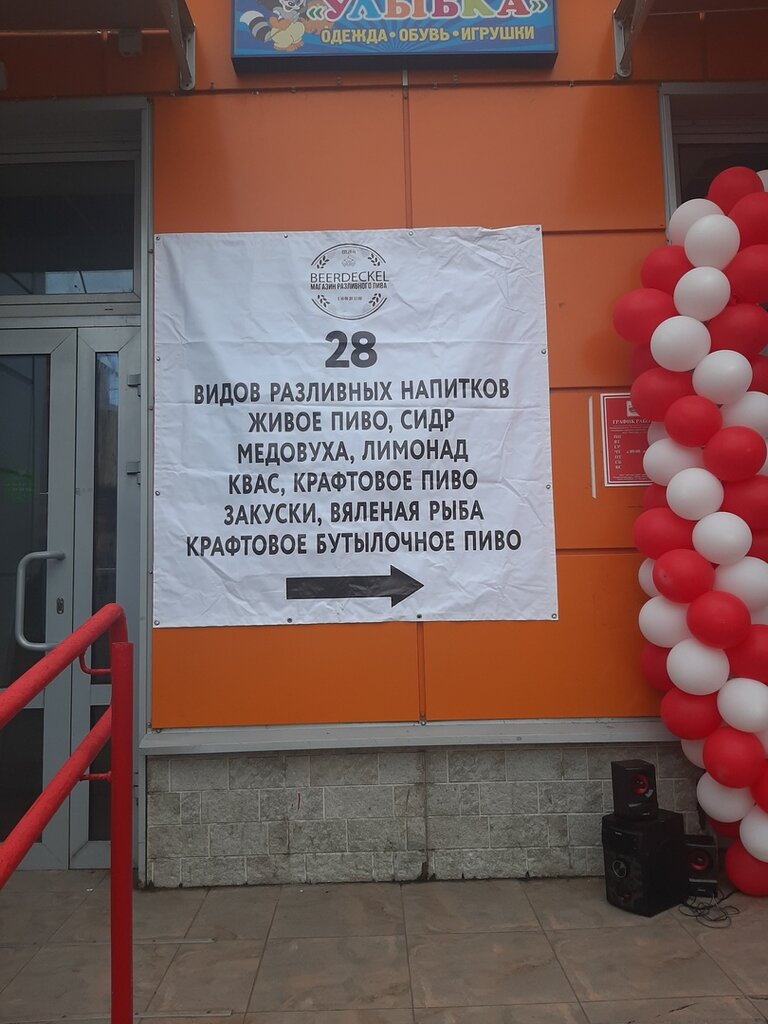 «УЛЫБКА»
ОДЕЖДА • ОБУВЬ • ИГРУШКИ
BEERDECKEL
МАГАЗИН РАЗЛИВНОГО ПИВА
28
ВИДОВ РАЗЛИВНЫХ НАПИТКОВ
ЖИВОЕ ПИВО, СИДР
МЕДОВУХА, ЛИМОНАД
КВАС, КРАФТОВОЕ ПИВО
ЗАКУСКИ, ВЯЛЕНАЯ РЫБА
КРАФТОВОЕ БУТЫЛОЧНОЕ ПИВО
ГРАФИК